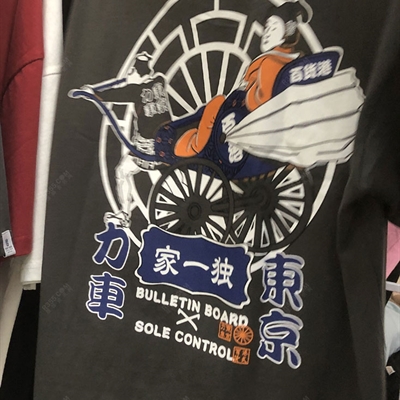 百貨港
力車
家一独
東京
BULLETIN BOARD
X
SOLE CONTROL